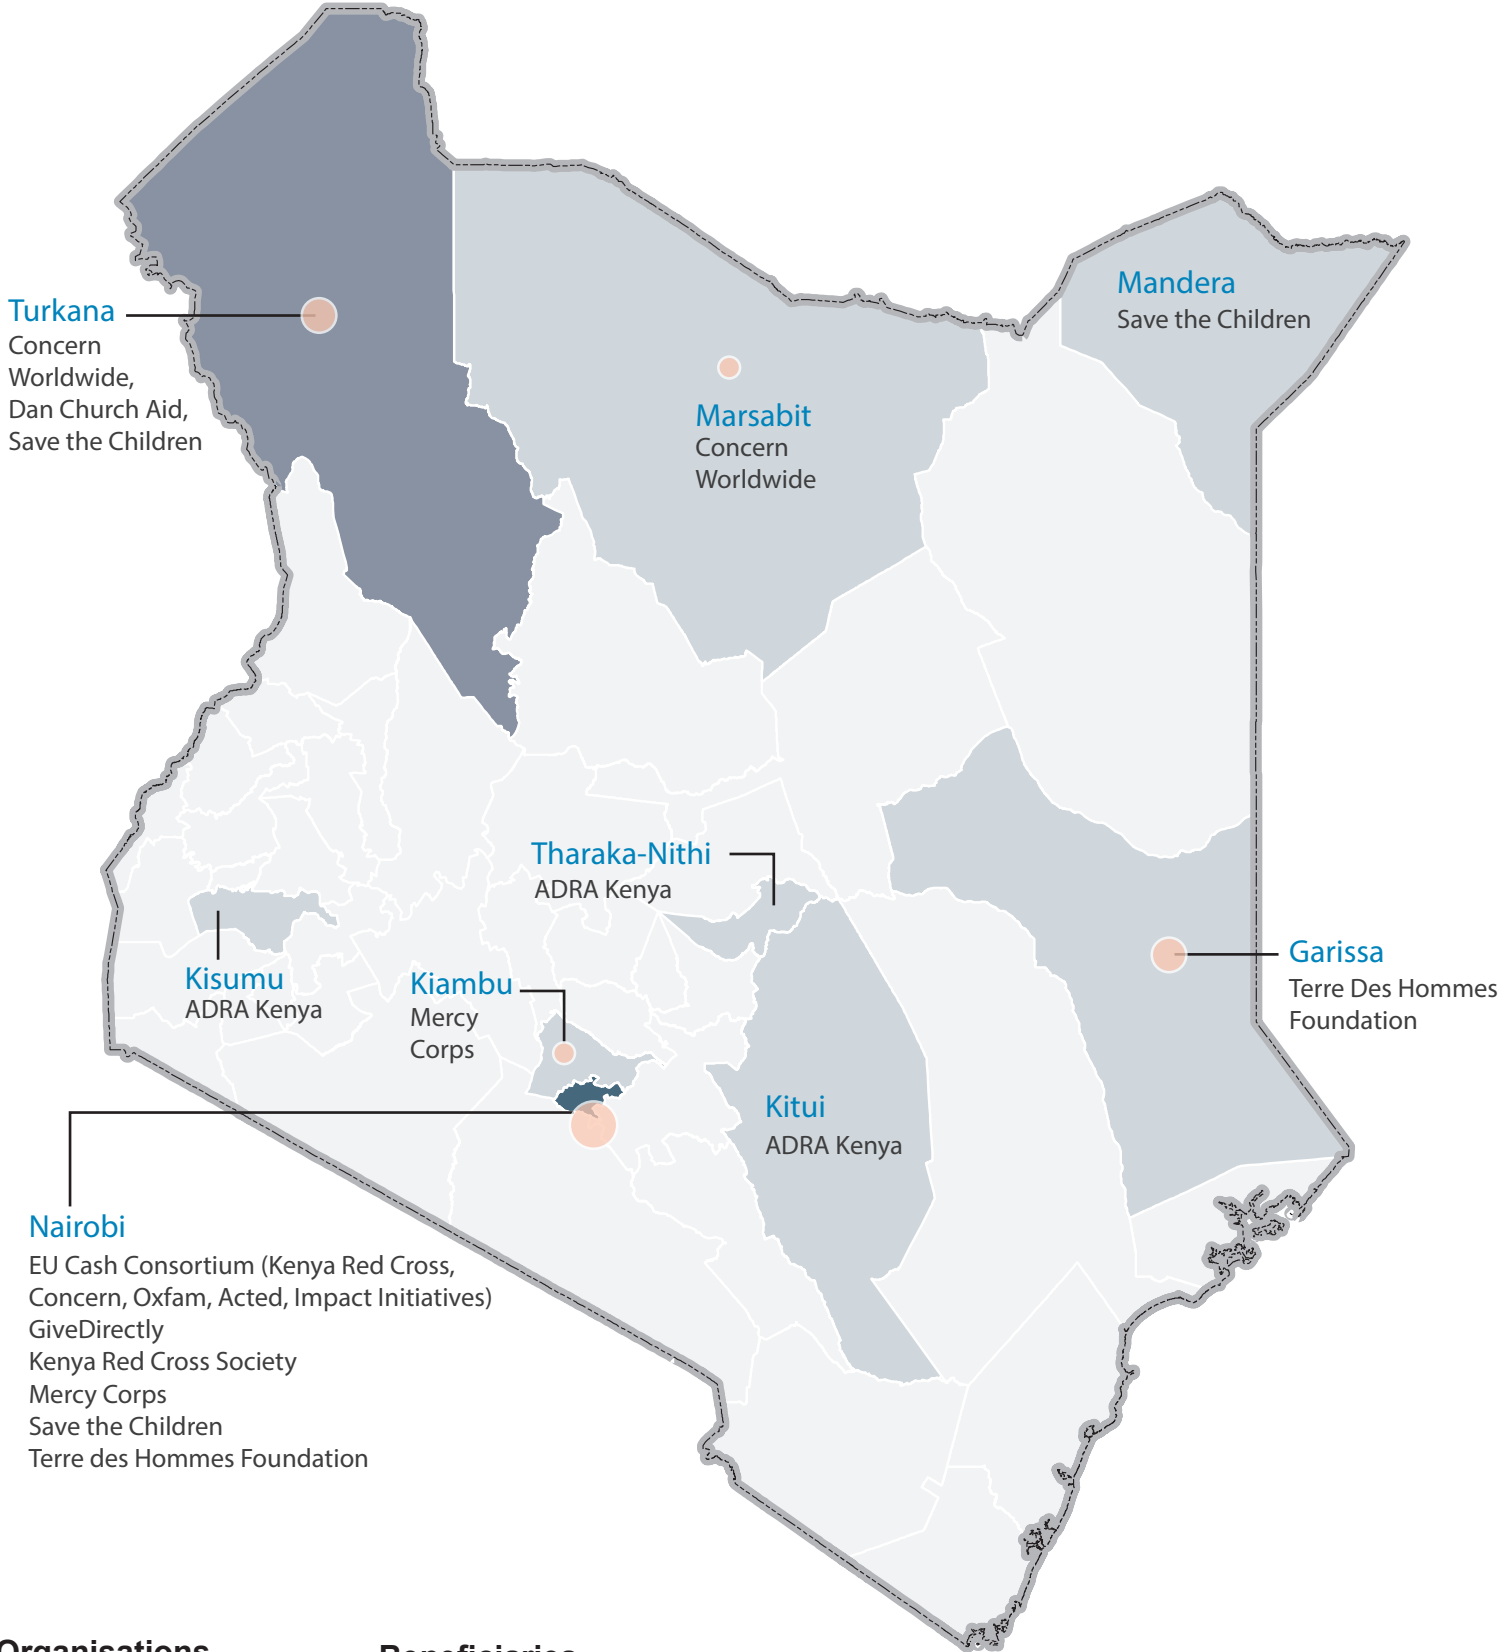 Mandera
Save the Children
Turkana
Concern
Worldwide,
Dan Church Aid,
Save the Children
Marsabit
Concern
Worldwide
Tharaka-Nithi
ADRA Kenya
Garissa
Terre Des Hommes
Foundation
Kisumu
ADRA Kenya
Kiambu
Mercy
Corps
Kitui
ADRA Kenya
Nairobi
EU Cash Consortium (Kenya Red Cross,
Concern, Oxfam, Acted, Impact Initiatives)
GiveDirectly
Kenya Red Cross Society
Mercy Corps
Save the Children
Terre des Hommes Foundation
Organisations
Beneficiaries